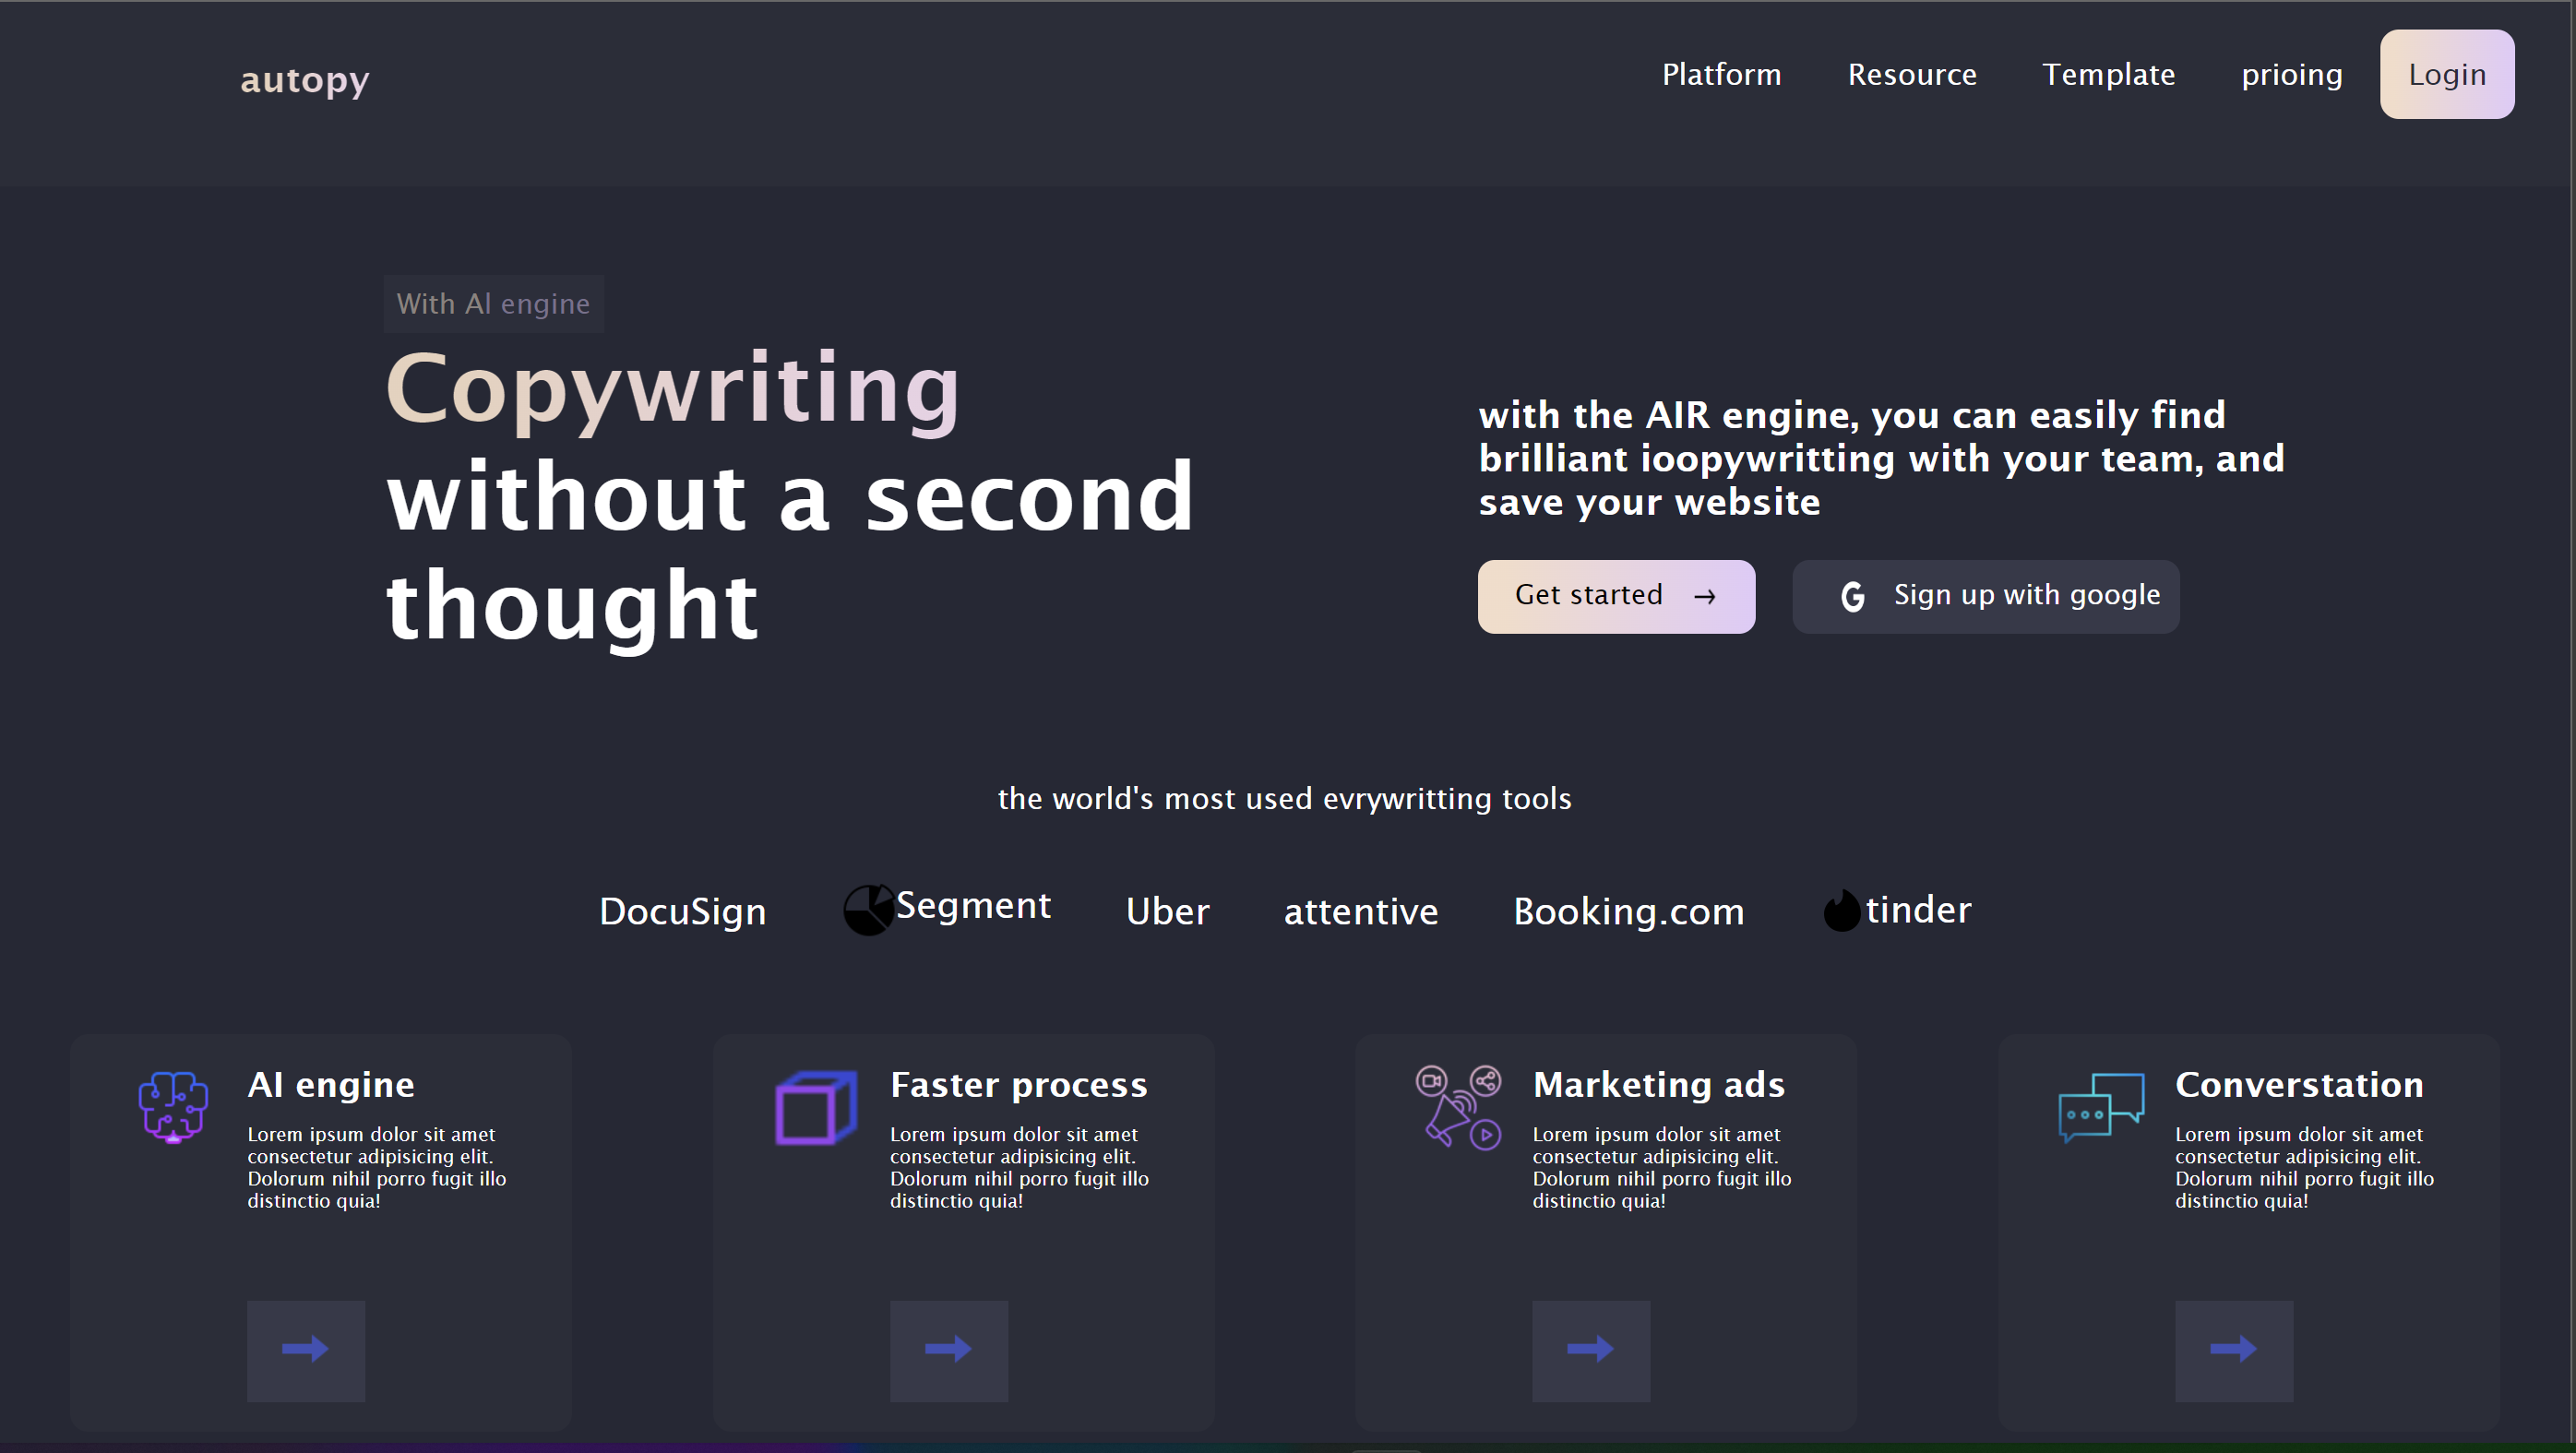 autopy
Platform Resource Template prioing Login
With AI engine
Copywriting
without a second
thought
with the AIR engine, you can easily find
brilliant ioopywritting with your team, and
save your website
Get started →
Sign up with google
the world's most used evrywritting tools
DocuSign Segment Uber attentive Booking.com tinder
AI engine
Lorem ipsum dolor sit amet
consectetur adipisicing elit.
Dolorum nihil porro fugit illo
distinctio quia!
Faster process
Lorem ipsum dolor sit amet
consectetur adipisicing elit.
Dolorum nihil porro fugit illo
distinctio quia!
Marketing ads
Lorem ipsum dolor sit amet
consectetur adipisicing elit.
Dolorum nihil porro fugit illo
distinctio quia!
Converstation
Lorem ipsum dolor sit amet
consectetur adipisicing elit.
Dolorum nihil porro fugit illo
distinctio quia!